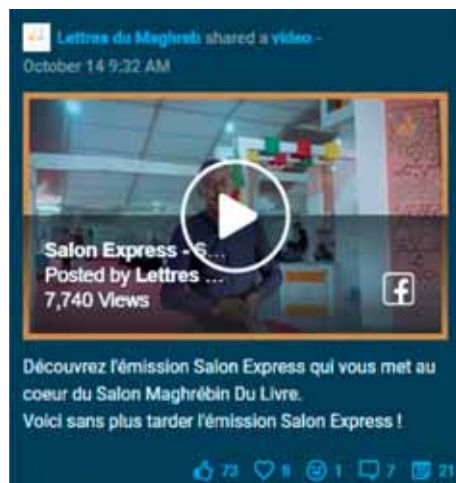 Lettres du Maghreb shared a video -
October 14 9:32 AM
Salon Express - S...
Posted by Lettres ...
7,740 Views
Découvrez l'émission Salon Express qui vous met au
coeur du Salon Maghrébin Du Livre.
Voici sans plus tarder l'émission Salon Express !
73 8 1 7 21